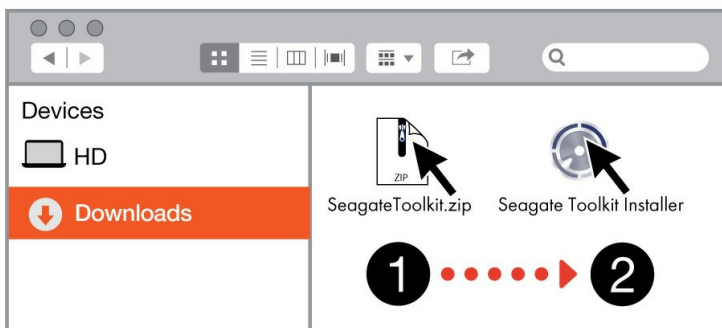 Devices
HD
Downloads
ZIP
SeagateToolkit.zip
Seagate Toolkit Installer
1
2